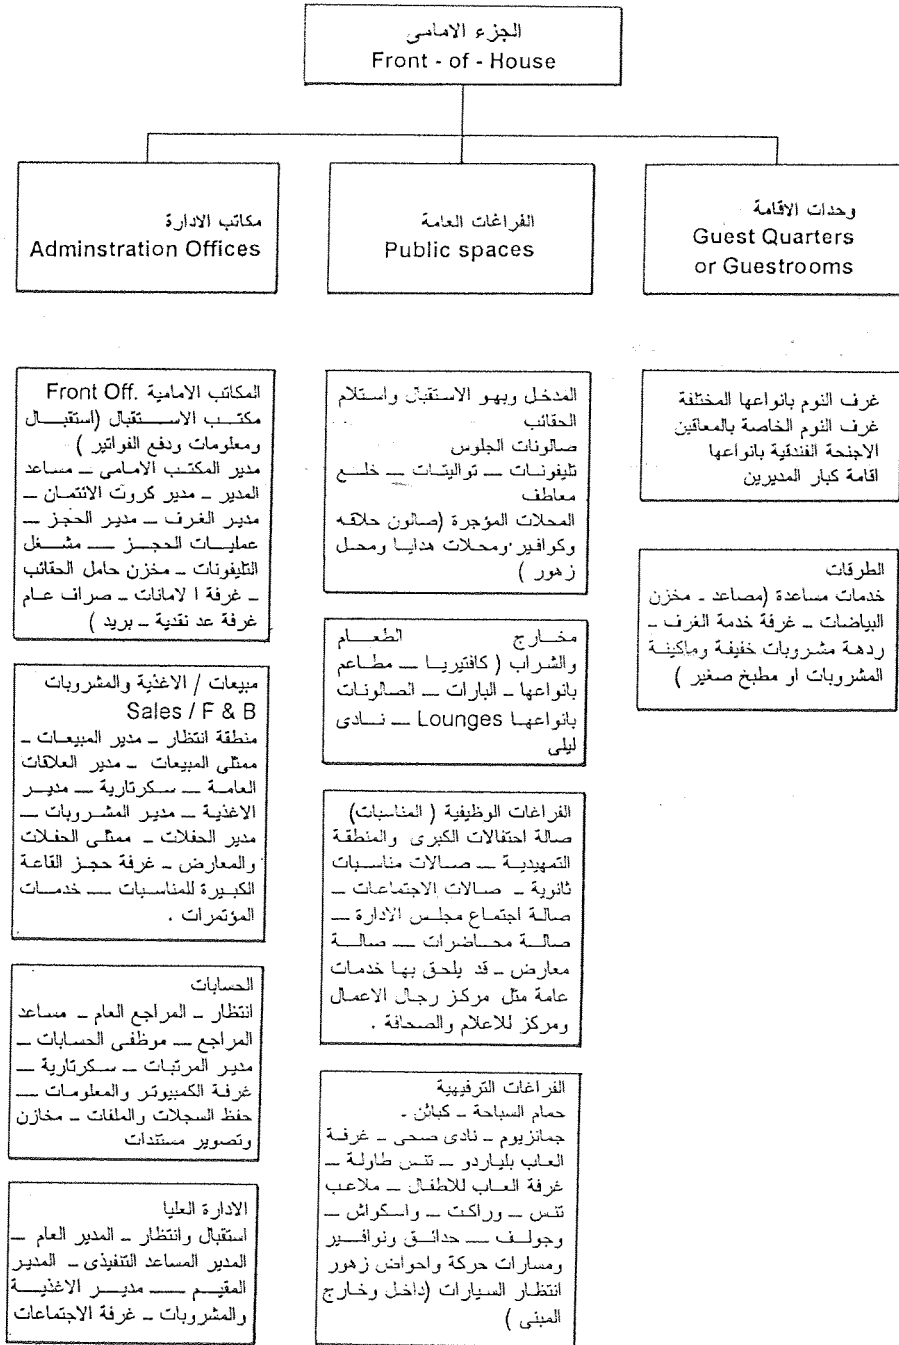 الجزء الامامى
Front - of - House
وحدات الاقامة
Guest Quarters
or Guestrooms
الفراغات العامة
Public spaces
مكاتب الادارة
Adminstration Offices
غرف النوم بانواعها المختلفة
غرف النوم الخاصة بالمعاقين
الاجنحة الفندقية بانواعها
اقامة كبار المديرين
الطرقات
خدمات مساعدة (مصاعد ـ مخزن
البياضات ـ غرفة خدمة الغرف ـ
ردهة مشروبات خفيفة وماكينة
المشروبات او مطبخ صغير )
المدخل وبهو الاستقبال واستلام
الحقائب
صالونات الجلوس
تليفونات ـ تواليتات ـ خلع
معاطف
المحلات المؤجرة (صالون حلاقه
وكوافير ومحلات هدايا ومحل
زهور )
مخارج الطعام
والشراب ( كافتيريا ـ مطاعم
بانواعها ـ البارات ـ الصالونات
بانواعها Lounges ـ نادى
ليلى
الفراغات الوظيفية ( المناسبات)
صالة احتفالات الكبرى والمنطقة
التمهيدية ـ صالات مناسبات
ثانوية ـ صالات الاجتماعات ـ
صالة اجتماع مجلس الادارة ـ
صالة محاضرات ـ صالة
معارض ـ قد يلحق بها خدمات
عامة مثل مركز رجال الاعمال
ومركز للاعلام والصحافة .
الفراغات الترفيهية
حمام السباحة ـ كبائن .
جمانزيوم ـ نادى صحى ـ غرفة
العاب بلياردو ـ تنس طاولة ـ
غرفة العاب للاطفال ـ ملاعب
تنس ـ وراكت ـ واسكواش ـ
وجولف ـ حدائق ونوافير
ومسارات حركة واحواض زهور
انتظار السيارات (داخل وخارج
المبنى )
المكاتب الامامية Front Off.
مكتب الاستقبال (استقبال
ومعلومات ودفع الفواتير )
مدير المكتب الامامى ـ مساعد
المدير ـ مدير كروت الائتمان ـ
مدير الغرف ـ مدير الحجز ـ
عمليات الحجز ـ مشغل
التليفونات ـ مخزن حامل الحقائب
ـ غرفة ا لامانات ـ صراف عام
غرفة عد نقدية ـ بريد )
مبيعات / الاغذية والمشروبات
Sales / F & B
منطقة انتظار ـ مدير المبيعات ـ
ممثلى المبيعات ـ مدير العلاقات
العامة ـ سكرتارية ـ مدير
الاغذية ـ مدير المشروبات ـ
مدير الحفلات ـ ممثلى الحفلات
والمعارض ـ غرفة حجز القاعة
الكبيرة للمناسبات ـ خدمات
المؤتمرات .
الحسابات
انتظار ـ المراجع العام ـ مساعد
المراجع ـ موظفى الحسابات ـ
مدير المرتبات ـ سكرتارية ـ
غرفة الكمبيوتر والمعلومات ـ
حفظ السجلات والملفات ـ مخازن
وتصوير مستندات
الادارة العليا
استقبال وانتظار ـ المدير العام ـ
المدير المساعد التنفيذى ـ المدير
المقيم ـ مدير الاغذية
والمشروبات ـ غرفة الاجتماعات